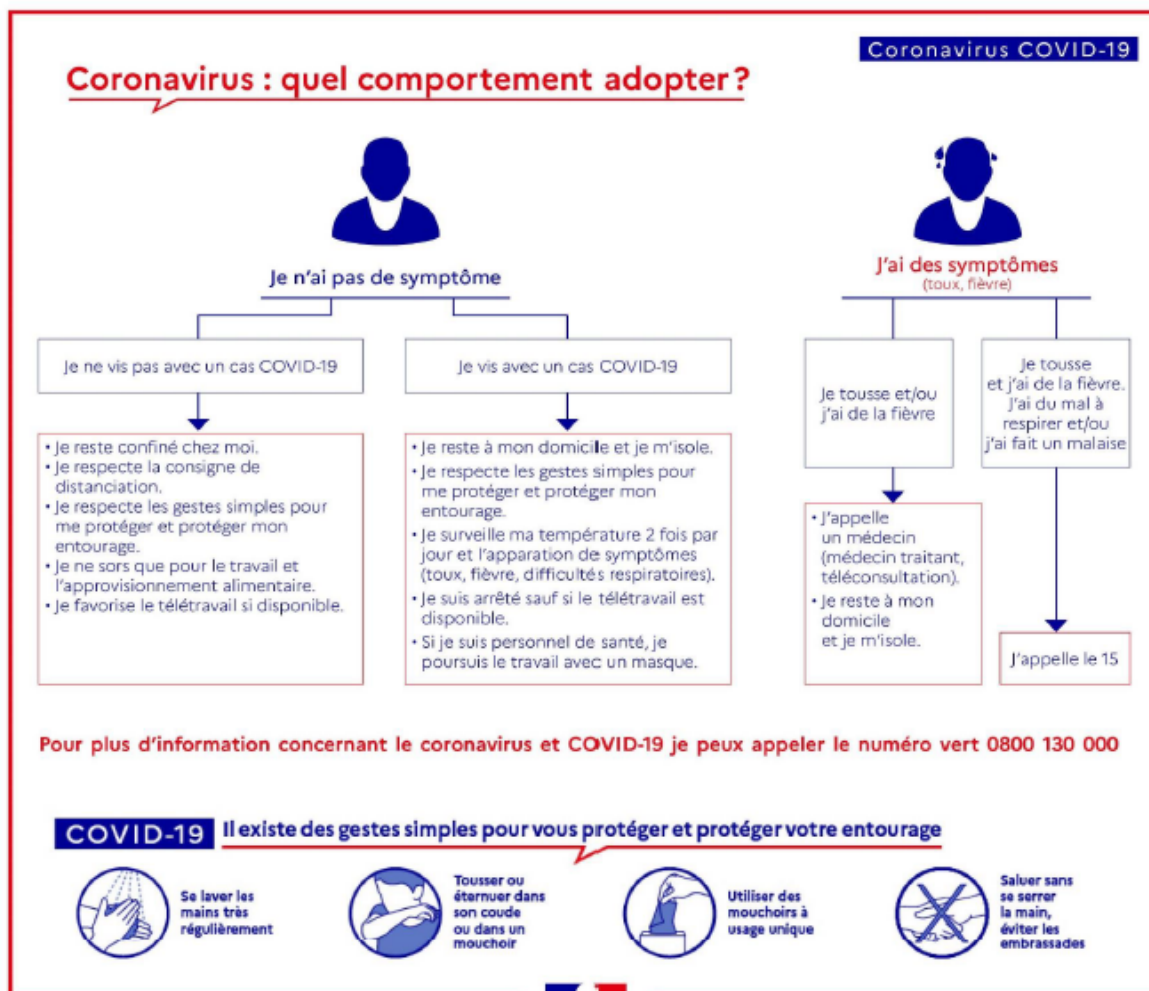 Coronavirus COVID-19
Coronavirus : quel comportement adopter ?
Je n'ai pas de symptôme
J'ai des symptômes
(toux, fièvre)
Je ne vis pas avec un cas COVID-19
Je vis avec un cas COVID-19
Je tousse et/ou
j'ai de la fièvre
Je tousse
et j'ai de la fièvre.
J'ai du mal à
respirer et/ou
j'ai fait un malaise
• Je reste confiné chez moi.
• Je respecte la consigne de
distanciation.
• Je respecte les gestes simples pour
me protéger et protéger mon
entourage.
• Je ne sors que pour le travail et
l'approvisionnement alimentaire.
• Je favorise le télétravail si disponible.
• Je reste à mon domicile et je m'isole.
• Je respecte les gestes simples pour
me protéger et protéger mon
entourage.
• Je surveille ma température 2 fois par
jour et l'apparation de symptômes
(toux, fièvre, difficultés respiratoires).
• Je suis arrêté sauf si le télétravail est
disponible.
• Si je suis personnel de santé, je
poursuis le travail avec un masque.
• J'appelle
un médecin
(médecin traitant,
téléconsultation).
• Je reste à mon
domicile
et je m'isole.
J'appelle le 15
Pour plus d'information concernant le coronavirus et COVID-19 je peux appeler le numéro vert 0800 130 000
COVID-19 Il existe des gestes simples pour vous protéger et protéger votre entourage
Se laver les
mains très
régulièrement
Tousser ou
éternuer dans
son coude
ou dans un
mouchoir
Utiliser des
mouchoirs à
usage unique
Saluer sans
se serrer
la main,
éviter les
embrassades